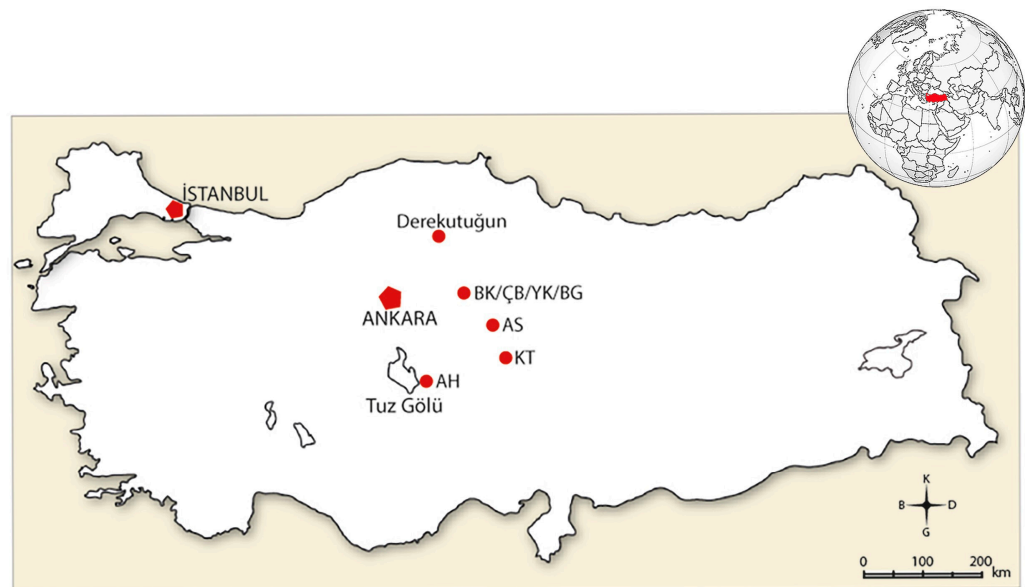 İSTANBUL
Derekutuğun
BK/ÇB/YK/BG
ANKARA
AS
KT
AH
Tuz Gölü
K
B D
G
0 100 200
km